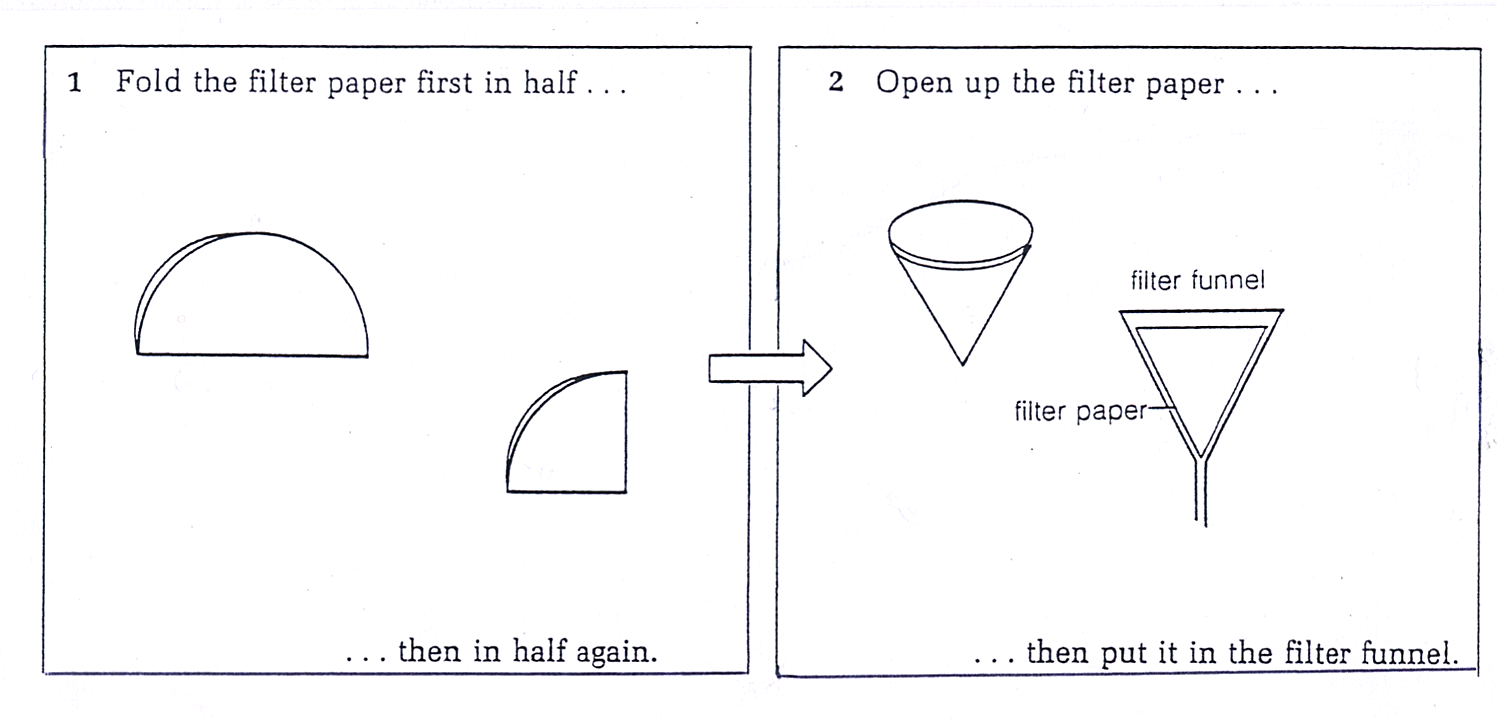 1 Fold the filter paper first in half . . .
. . . then in half again.
2 Open up the filter paper . . .
filter funnel
filter paper
. . . then put it in the filter funnel.